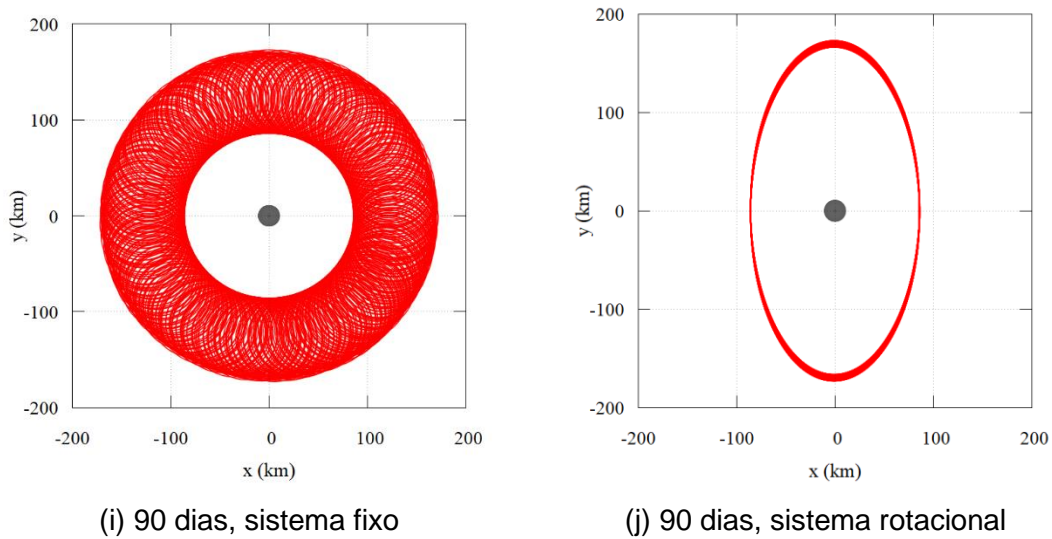 200
100
0
-100
-200
y (km)
-200 -100 0 100 200
x (km)
(i) 90 dias, sistema fixo
200
100
0
-100
-200
y (km)
-200 -100 0 100 200
x (km)
(j) 90 dias, sistema rotacional